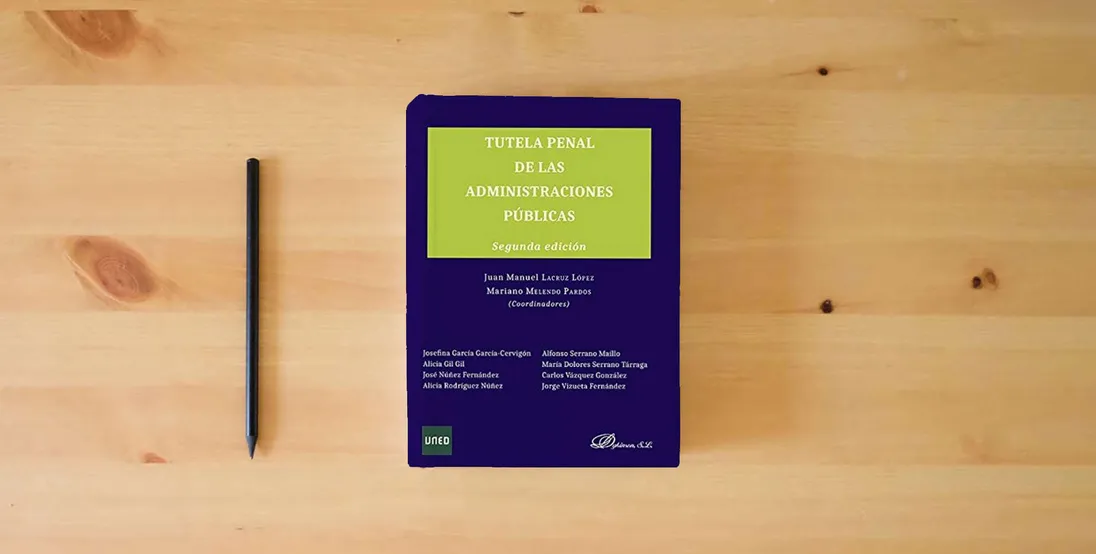 TUTELA PENAL
DE LAS
ADMINISTRACIONES
PÚBLICAS
Segunda edición
Juan Manuel LACRUZ LÓPEZ
Mariano MELENDO PARDOS
(Coordinadores)
Josefina García García-Cervigón
Alicia Gil Gil
José Núñez Fernández
Alicia Rodríguez Núñez
Alfonso Serrano Maíllo
María Dolores Serrano Tárraga
Carlos Vázquez González
Jorge Vizueta Fernández
UNED
Dykinson, S.L.